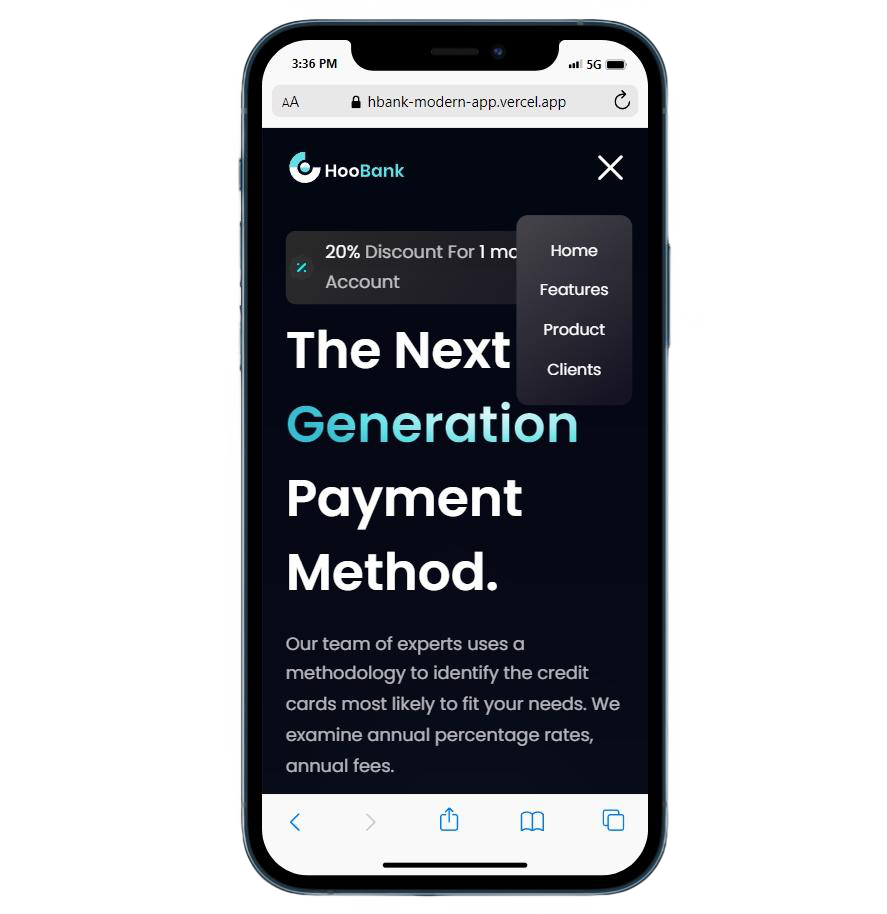 3:36 PM
5G
AA
hbank-modern-app.vercel.app
HooBank
20% Discount For 1
Account
Home
Features
Product
Clients
The Next
Generation
Payment
Method.
Our team of experts uses a
methodology to identify the credit
cards most likely to fit your needs. We
examine annual percentage rates,
annual fees.